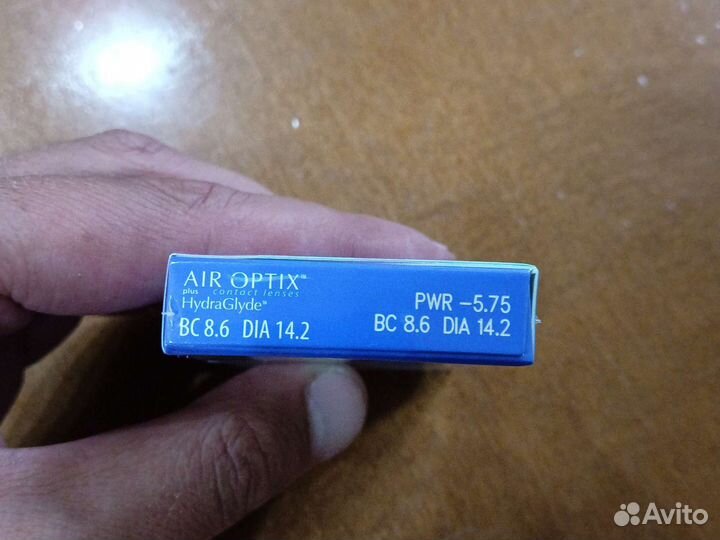 AIR OPTIX™
plus contact lenses
HydraGlyde®
BC 8.6 DIA 14.2
PWR -5.75
BC 8.6 DIA 14.2
Avito